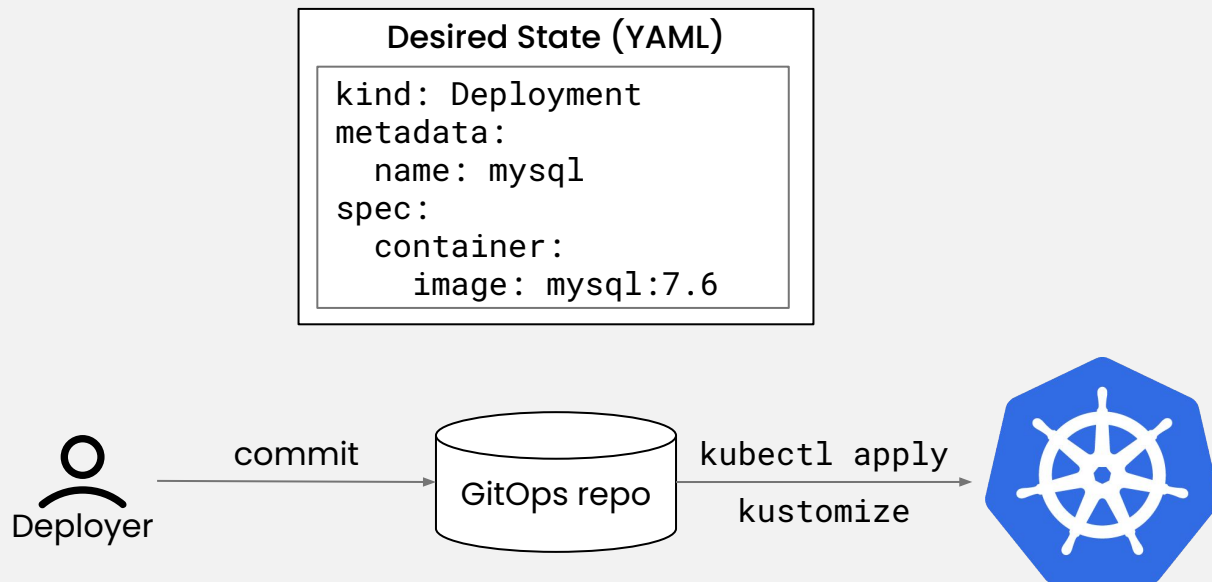 Desired State (YAML)
kind: Deployment
metadata:
  name: mysql
spec:
  container:
    image: mysql:7.6
commit
kubectl apply
GitOps repo
kustomize
Deployer